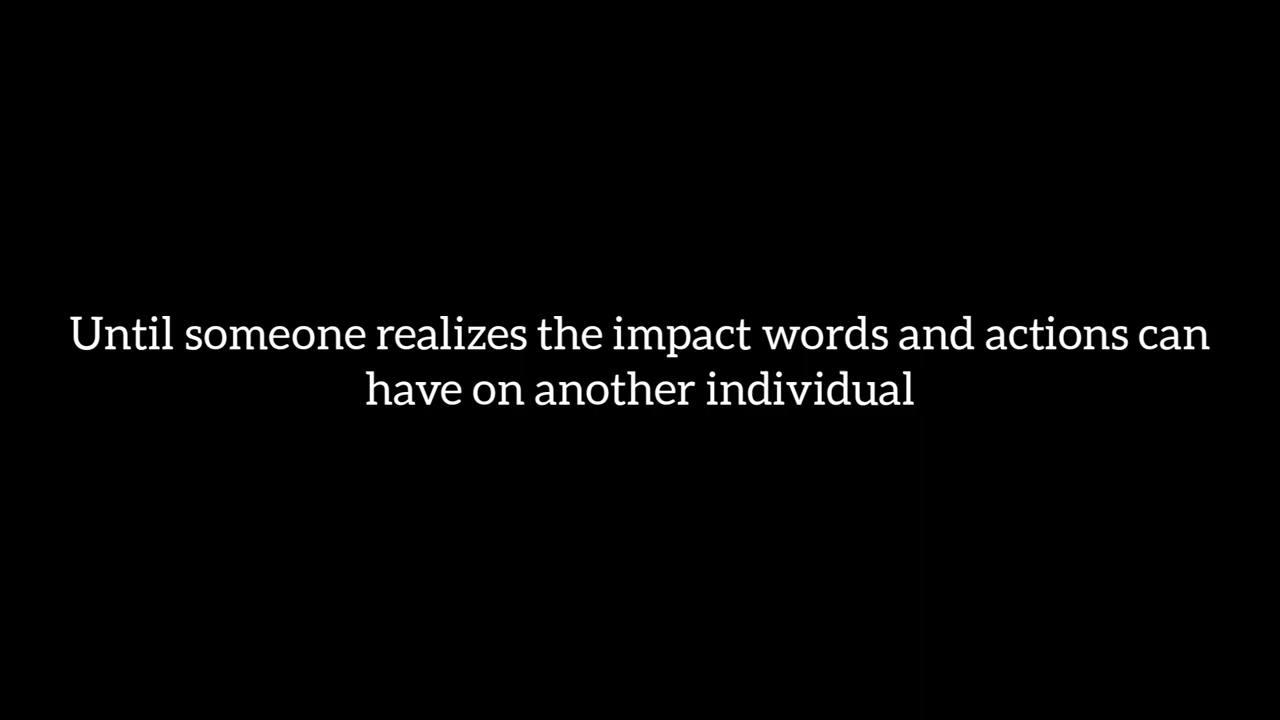 Until someone realizes the impact words and actions can
have on another individual